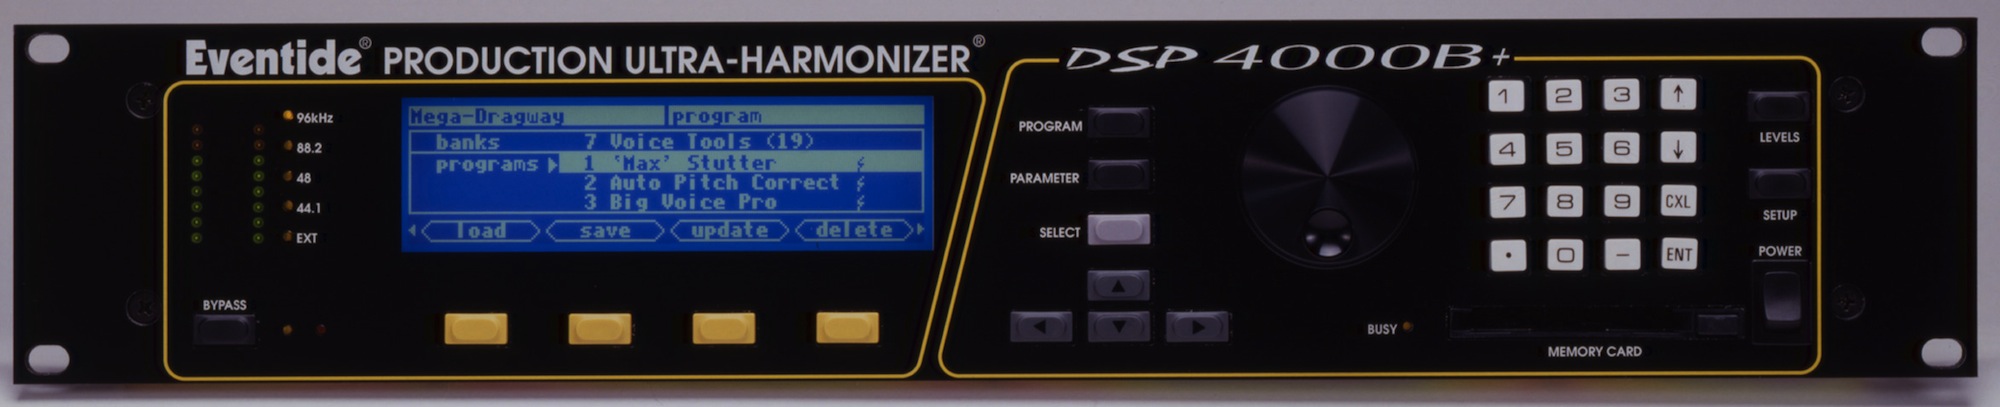 Eventide® PRODUCTION ULTRA-HARMONIZER®
DSP 4000B+
96kHz
88.2
48
44.1
EXT
BYPASS
Mega-Dragway program
banks 7 Voice Tools (19)
programs 1 'Max' Stutter
2 Auto Pitch Correct
3 Big Voice Pro
load save update delete
PROGRAM
PARAMETER
SELECT
1 2 3 ↑
4 5 6 ↓
7 8 9 CXL
• 0 – ENT
LEVELS
SETUP
POWER
BUSY
MEMORY CARD